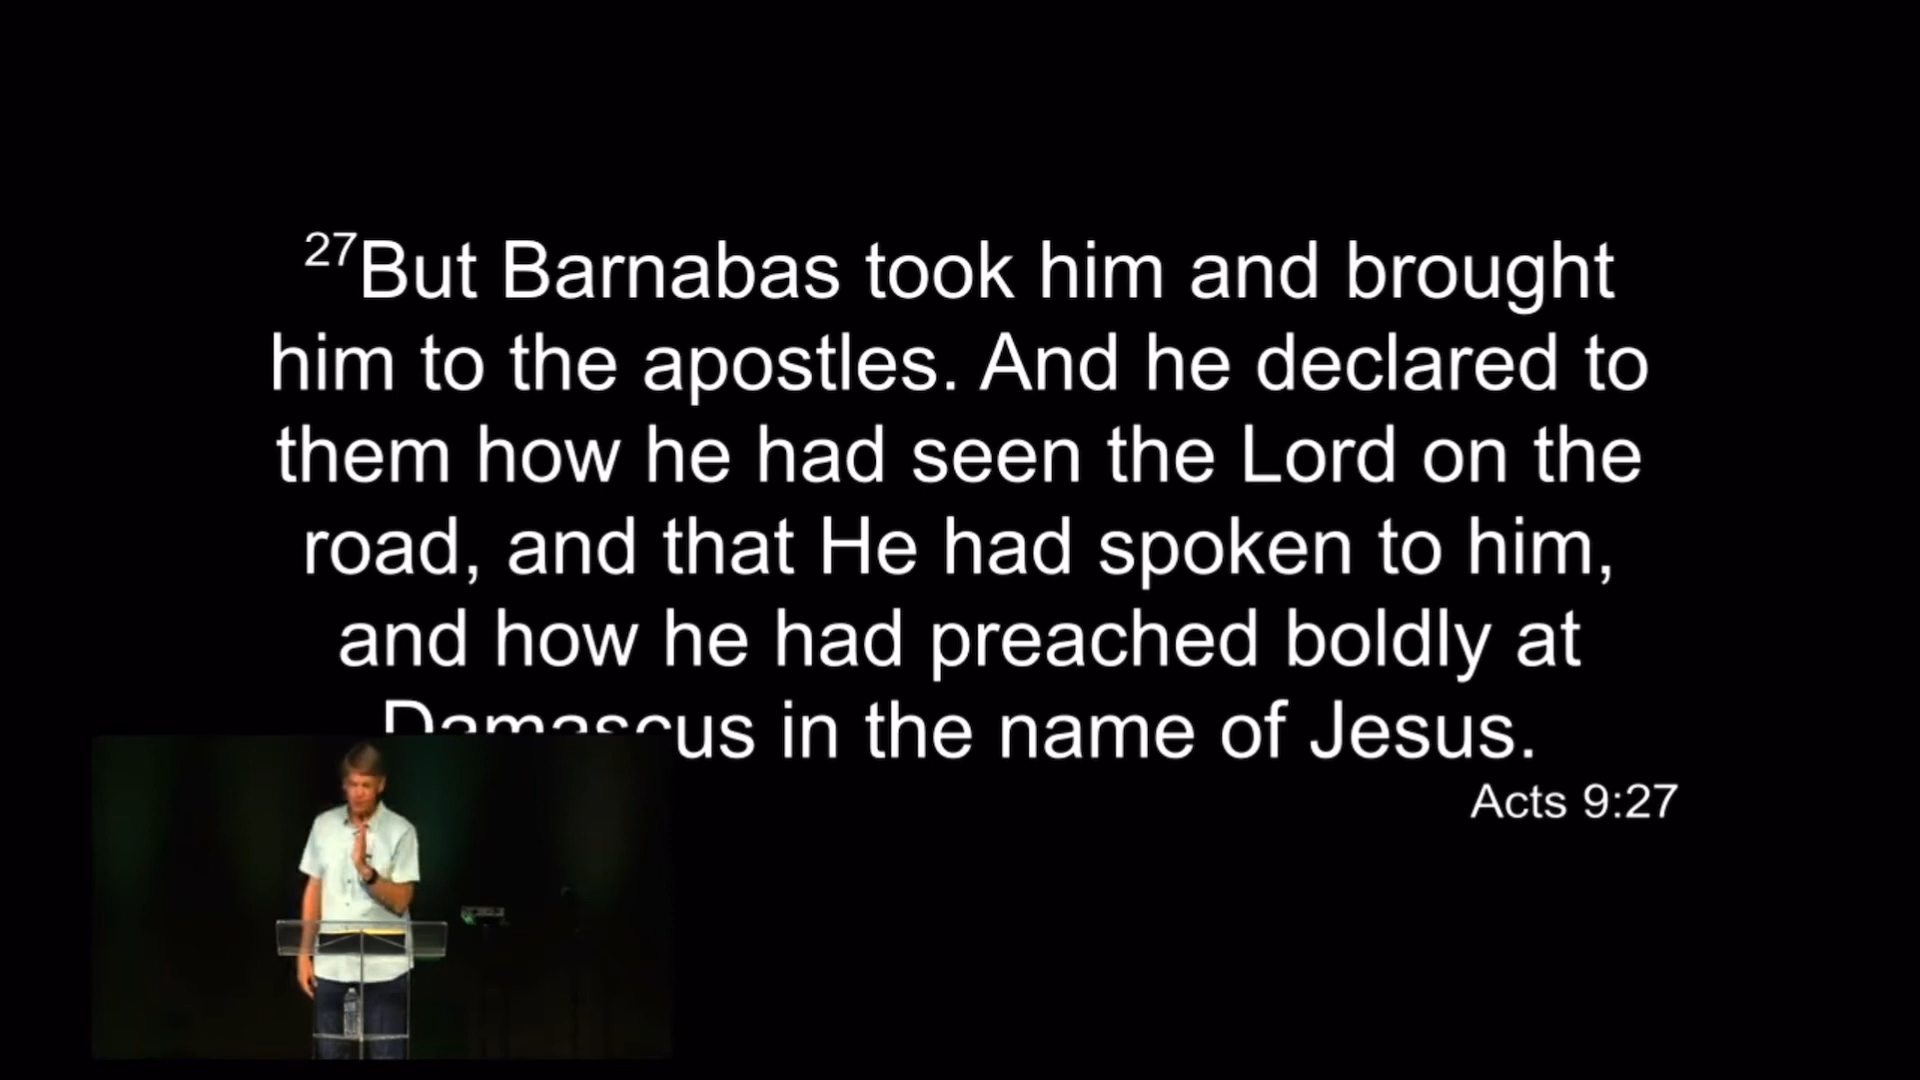 27But Barnabas took him and brought
him to the apostles. And he declared to
them how he had seen the Lord on the
road, and that He had spoken to him,
and how he had preached boldly at
Damascus in the name of Jesus.
Acts 9:27